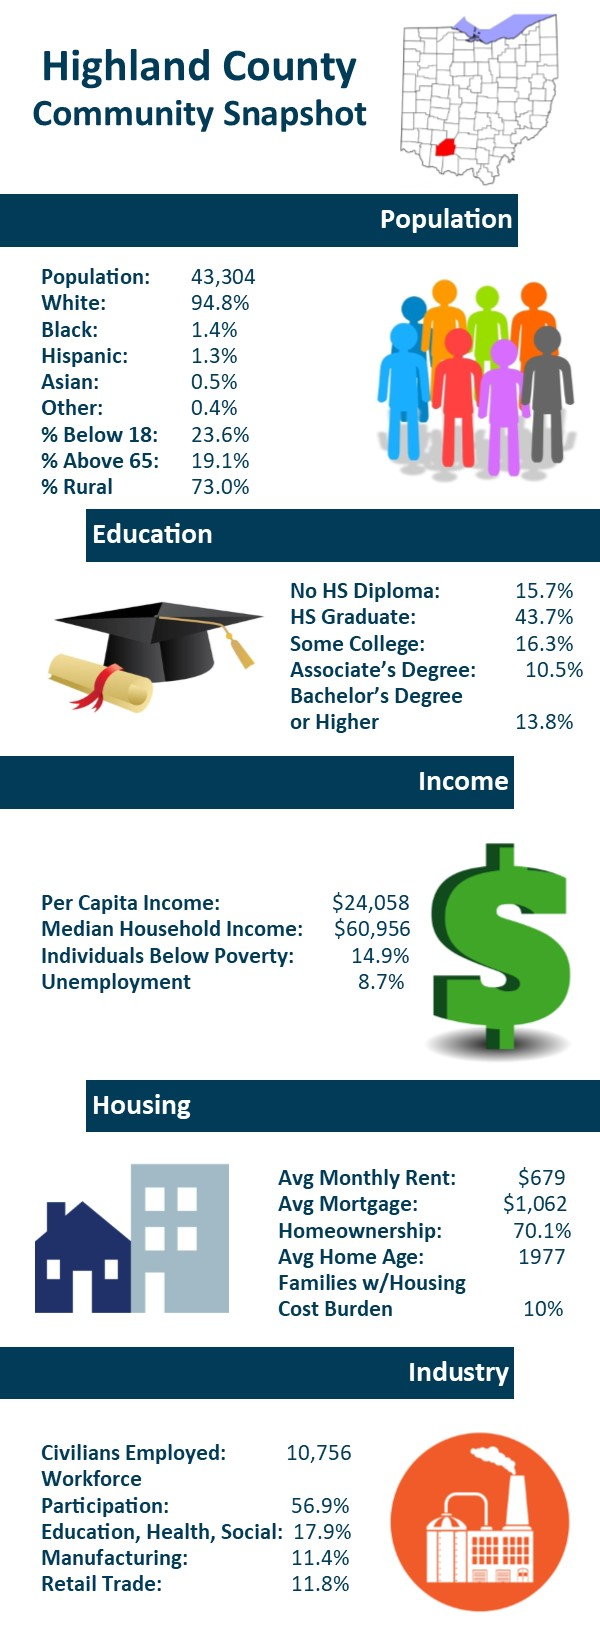 Highland County
Community Snapshot
Population
Population: 43,304
White: 94.8%
Black: 1.4%
Hispanic: 1.3%
Asian: 0.5%
Other: 0.4%
% Below 18: 23.6%
% Above 65: 19.1%
% Rural 73.0%
Education
No HS Diploma: 15.7%
HS Graduate: 43.7%
Some College: 16.3%
Associate’s Degree: 10.5%
Bachelor’s Degree
or Higher 13.8%
Income
Per Capita Income: $24,058
Median Household Income: $60,956
Individuals Below Poverty: 14.9%
Unemployment 8.7%
Housing
Avg Monthly Rent: $679
Avg Mortgage: $1,062
Homeownership: 70.1%
Avg Home Age: 1977
Families w/Housing
Cost Burden 10%
Industry
Civilians Employed: 10,756
Workforce
Participation: 56.9%
Education, Health, Social: 17.9%
Manufacturing: 11.4%
Retail Trade: 11.8%